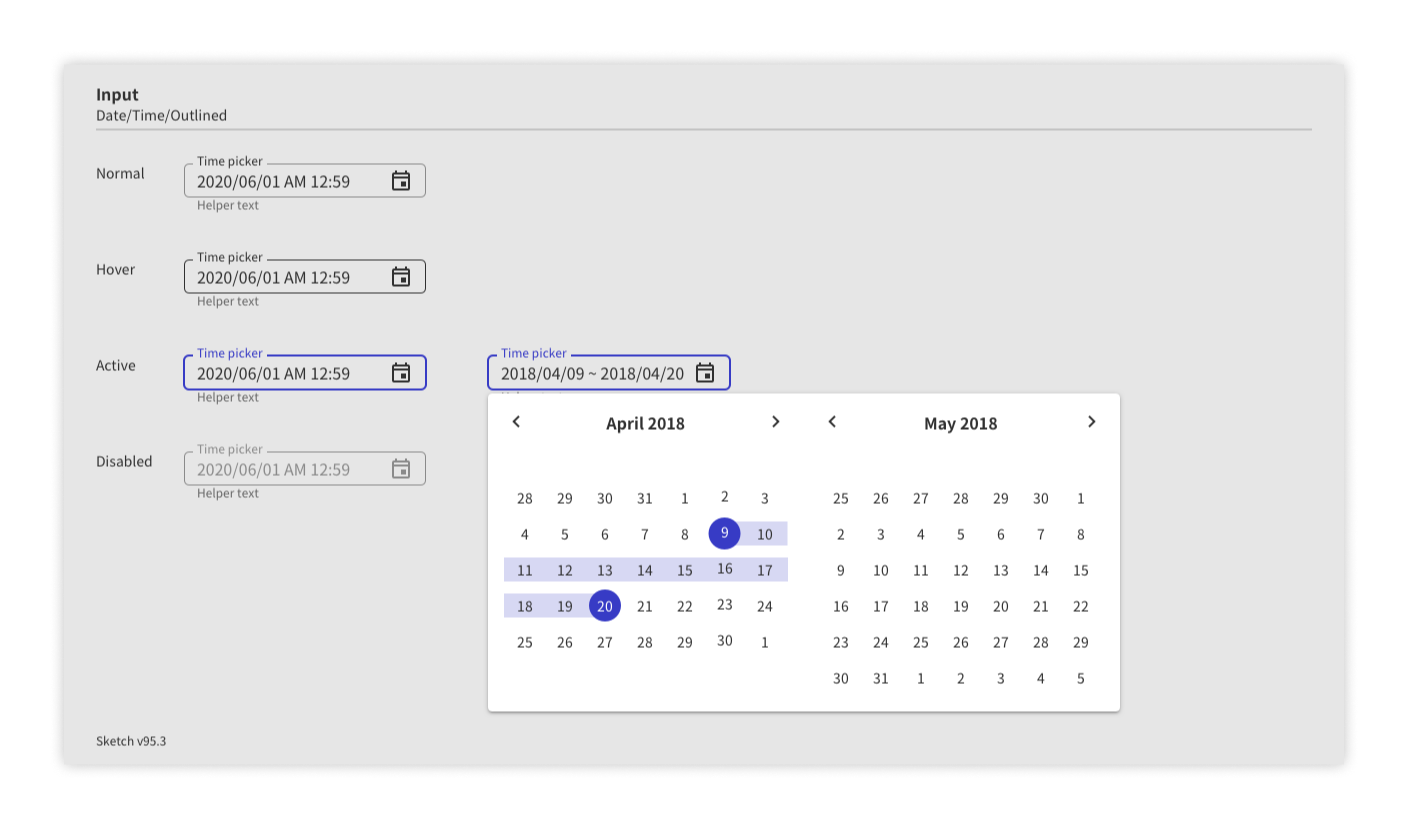 Input
Date/Time/Outlined
Normal
Time picker
2020/06/01 AM 12:59
Helper text
Hover
Time picker
2020/06/01 AM 12:59
Helper text
Active
Time picker
2020/06/01 AM 12:59
Helper text
Time picker
2018/04/09 ~ 2018/04/20
April 2018
28 29 30 31 1 2 3
4 5 6 7 8 9 10
11 12 13 14 15 16 17
18 19 20 21 22 23 24
25 26 27 28 29 30 1
May 2018
25 26 27 28 29 30 1
2 3 4 5 6 7 8
9 10 11 12 13 14 15
16 17 18 19 20 21 22
23 24 25 26 27 28 29
30 31 1 2 3 4 5
Disabled
Time picker
2020/06/01 AM 12:59
Helper text
Sketch v95.3